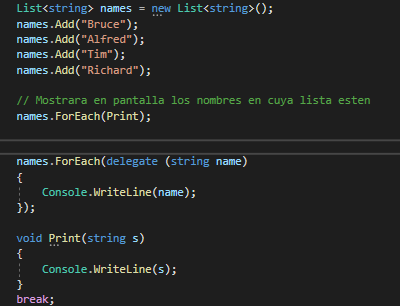 List<string> names = new List<string>();
names.Add("Bruce");
names.Add("Alfred");
names.Add("Tim");
names.Add("Richard");
// Mostrara en pantalla los nombres en cuya lista esten
names.ForEach(Print);
names.ForEach(delegate (string name)
{
Console.WriteLine(name);
});
void Print(string s)
{
Console.WriteLine(s);
}
break;